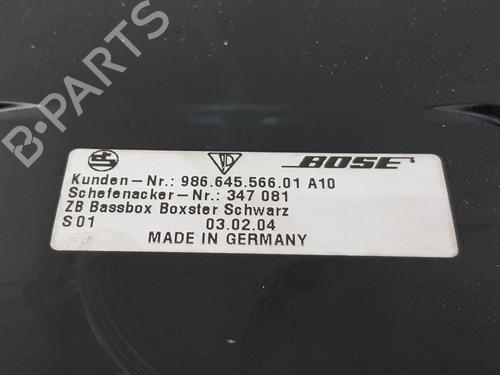 B-PARTS
BOSE
Kunden-Nr.: 986.645.566.01 A10
Schefenacker-Nr.: 347 081
ZB Bassbox Boxster Schwarz
S01 03.02.04
MADE IN GERMANY